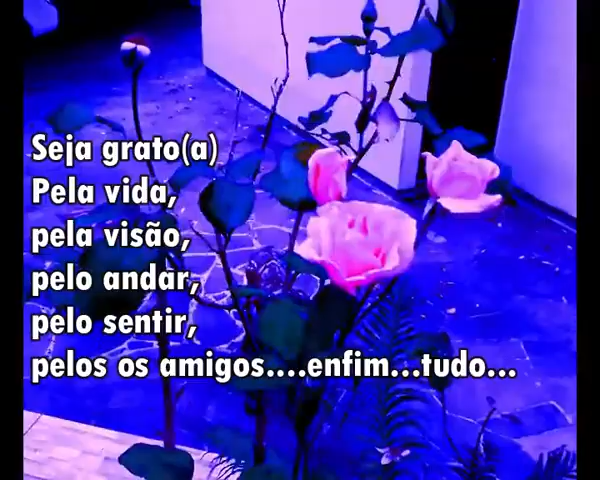 Seja grato(a)
Pela vida,
pela visão,
pelo andar,
pelo sentir,
pelos os amigos....enfim...tudo...